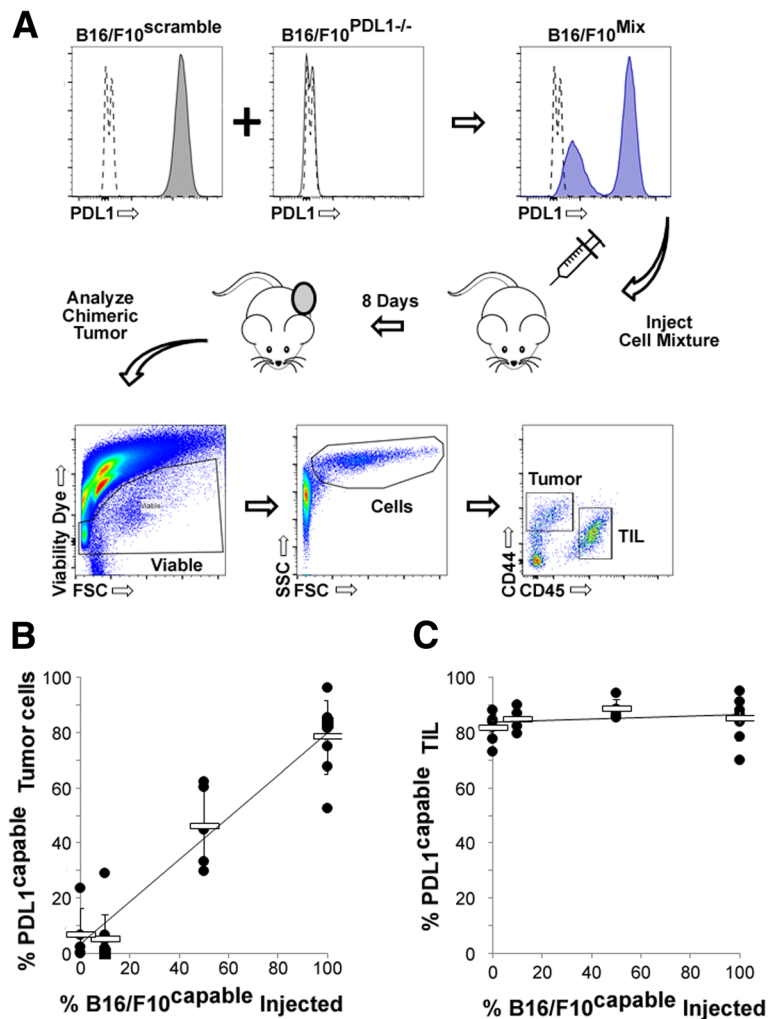 A
B16/F10scramble
B16/F10PDL1-/-
B16/F10Mix
+
PDL1 ⇨
PDL1 ⇨
PDL1 ⇨
Analyze
Chimeric
Tumor
8 Days
Inject
Cell Mixture
Viability Dye ⇨
Viable
Viable
FSC ⇨
SSC ⇨
Cells
FSC ⇨
CD44 ⇨
Tumor
TIL
CD45 ⇨
B
% PDL1capable Tumor cells
100
80
60
40
20
0
0 20 40 60 80 100
% B16/F10capable Injected
C
% PDL1capable TIL
100
80
60
40
20
0
0 20 40 60 80 100
% B16/F10capable Injected